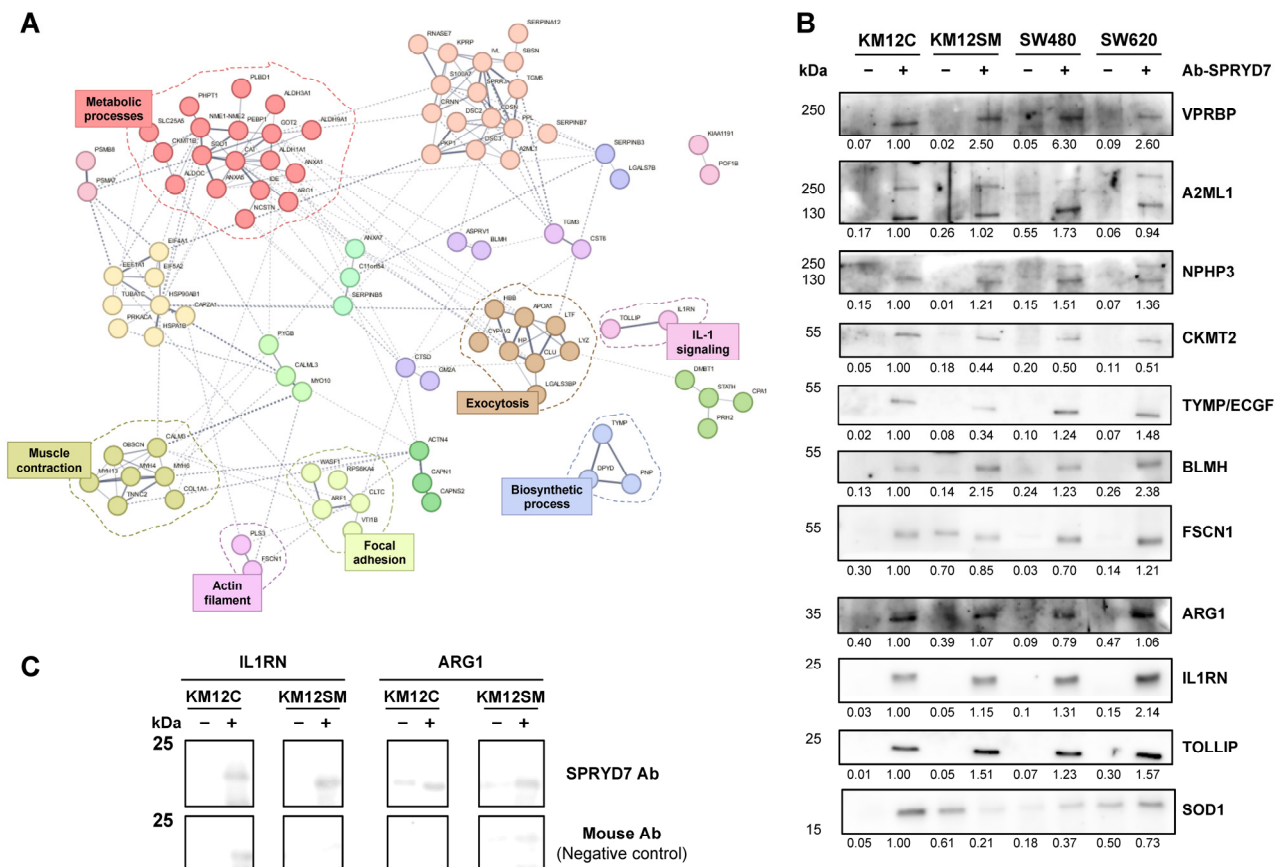 A
SERPINA12
RNASE7
KPRP
IVL
SBSN
S100A7
TGM5
CRNN
DSC2
CDSN
PPL
SERPINB7
DSC3
PKP1
A2ML1
SERPINB3
LGALS7B
KIAA1191
POF1B
PLBD1
PHPT1
ALDH3A1
Metabolic
processes
NME1-NME2
PEBP1
GOT2
SLC25A5
ALDH9A1
CKMT1B
SOD1
CAT
ALDH1A1
PSMB8
ANXA1
ALDOC
ANXA5
IDE
ARG1
PSMA7
NCSTN
TGM3
ASPRV1
BLMH
CST6
EIF4A1
ANXA7
EEF1A1
EIF5A2
C11orf54
TUBA1C
HSP90AB1
CAPZA1
SERPINB5
PRKACA
HSPA1B
HBB
APOA1
LTF
TOLLIP
IL1RN
LYZ
HP
CLU
IL-1
signaling
PYGB
CALML3
CTSD
GM2A
MYO10
LGALS3BP
DMBT1
STATH
CPA1
Exocytosis
PRH2
Muscle
contraction
OBSCN
CALM3
ACTN4
TYMP
MYH13
MYH4
MYH6
WASF1
RPS6KA4
CAPN1
DPYD
PNP
TNNC2
COL1A1
ARF1
CLTC
CAPNS2
Biosynthetic
process
VTI1B
PLS3
Focal
adhesion
FSCN1
Actin
filament
B
KM12C KM12SM SW480 SW620
kDa − + − + − + − + Ab-SPRYD7
250 VPRBP
0.07 1.00 0.02 2.50 0.05 6.30 0.09 2.60
250 A2ML1
130
0.17 1.00 0.26 1.02 0.55 1.73 0.06 0.94
250 NPHP3
130
0.15 1.00 0.01 1.21 0.15 1.51 0.07 1.36
55 CKMT2
0.05 1.00 0.18 0.44 0.20 0.50 0.11 0.51
55 TYMP/ECGF
0.02 1.00 0.08 0.34 0.10 1.24 0.07 1.48
55 BLMH
0.13 1.00 0.14 2.15 0.24 1.23 0.26 2.38
55 FSCN1
0.30 1.00 0.70 0.85 0.03 0.70 0.14 1.21
35 ARG1
0.40 1.00 0.39 1.07 0.09 0.79 0.47 1.06
25 IL1RN
0.03 1.00 0.05 1.15 0.1 1.31 0.15 2.14
25 TOLLIP
0.01 1.00 0.05 1.51 0.07 1.23 0.30 1.57
15 SOD1
0.05 1.00 0.61 0.21 0.18 0.37 0.50 0.73
C
IL1RN ARG1
KM12C KM12SM KM12C KM12SM
kDa − + − + − + − +
25 SPRYD7 Ab
25 Mouse Ab
(Negative control)